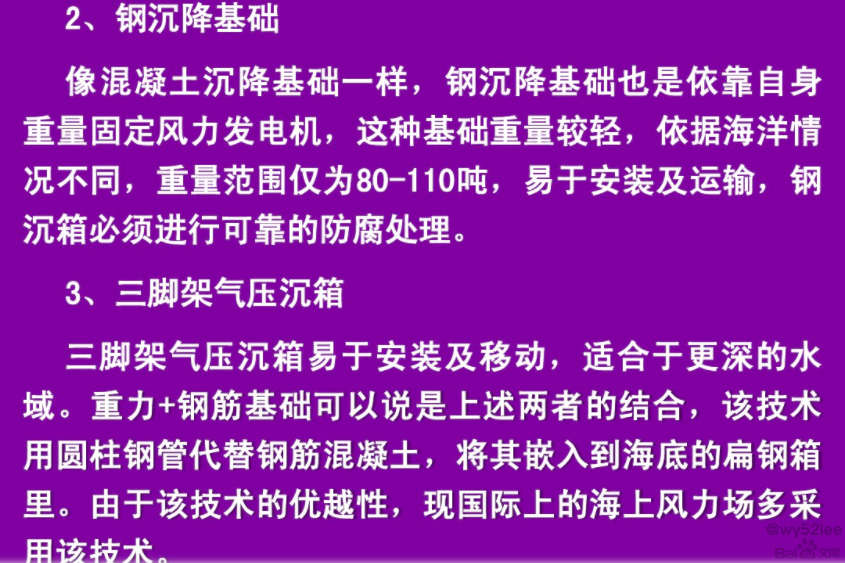 2、钢沉降基础
像混凝土沉降基础一样，钢沉降基础也是依靠自身
重量固定风力发电机，这种基础重量较轻，依据海洋情
况不同，重量范围仅为80-110吨，易于安装及运输，钢
沉箱必须进行可靠的防腐处理。
3、三脚架气压沉箱
三脚架气压沉箱易于安装及移动，适合于更深的水
域。重力+钢筋基础可以说是上述两者的结合，该技术
用圆柱钢管代替钢筋混凝土，将其嵌入到海底的扁钢箱
里。由于该技术的优越性，现国际上的海上风力场多采
用该技术。
@wy52lee
Bai 文库